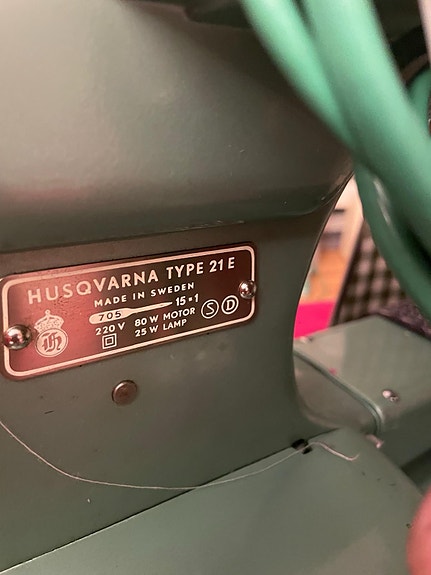 HUSQVARNA TYPE 21 E
MADE IN SWEDEN
705 15=1
220 V 80 W MOTOR S D
25 W LAMP
H